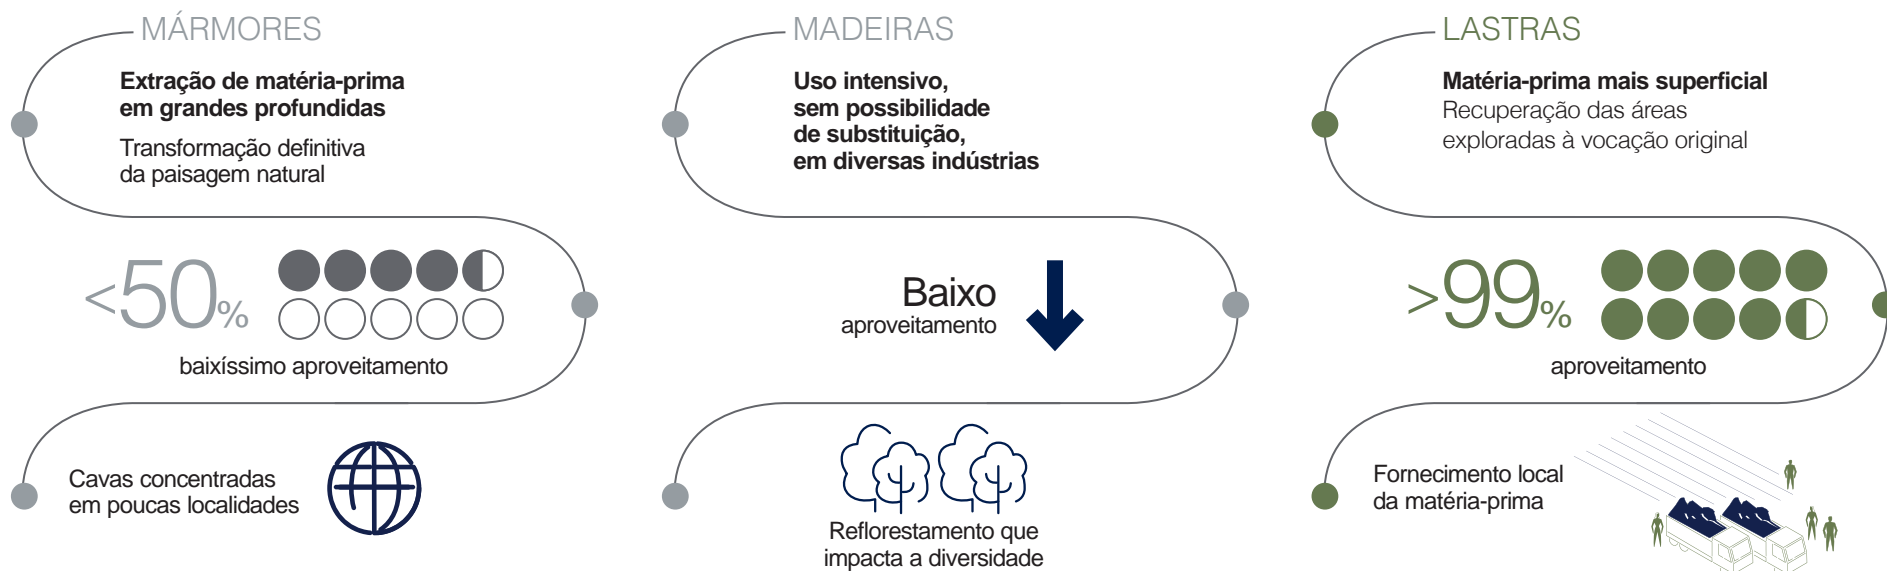 MÁRMORES
Extração de matéria-prima
em grandes profundidas
Transformação definitiva
da paisagem natural
<50%
baixíssimo aproveitamento
Cavas concentradas
em poucas localidades
MADEIRAS
Uso intensivo,
sem possibilidade
de substituição,
em diversas indústrias
Baixo
aproveitamento
Reflorestamento que
impacta a diversidade
LASTRAS
Matéria-prima mais superficial
Recuperação das áreas
exploradas à vocação original
>99%
aproveitamento
Fornecimento local
da matéria-prima